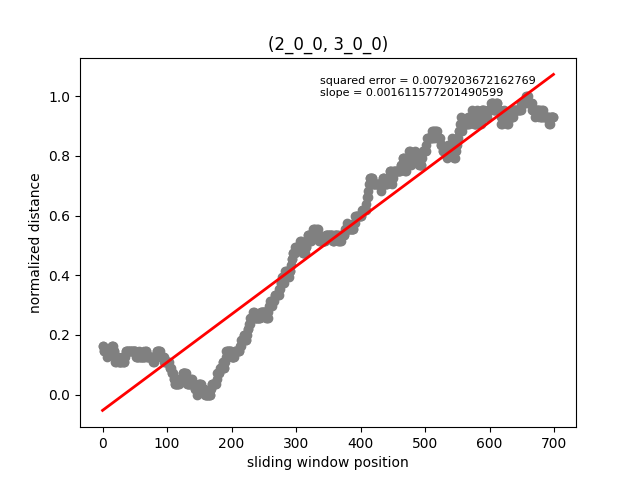 (2_0_0, 3_0_0)
squared error = 0.0079203672162769
slope = 0.001611577201490599
normalized distance
1.0
0.8
0.6
0.4
0.2
0.0
0 100 200 300 400 500 600 700
sliding window position